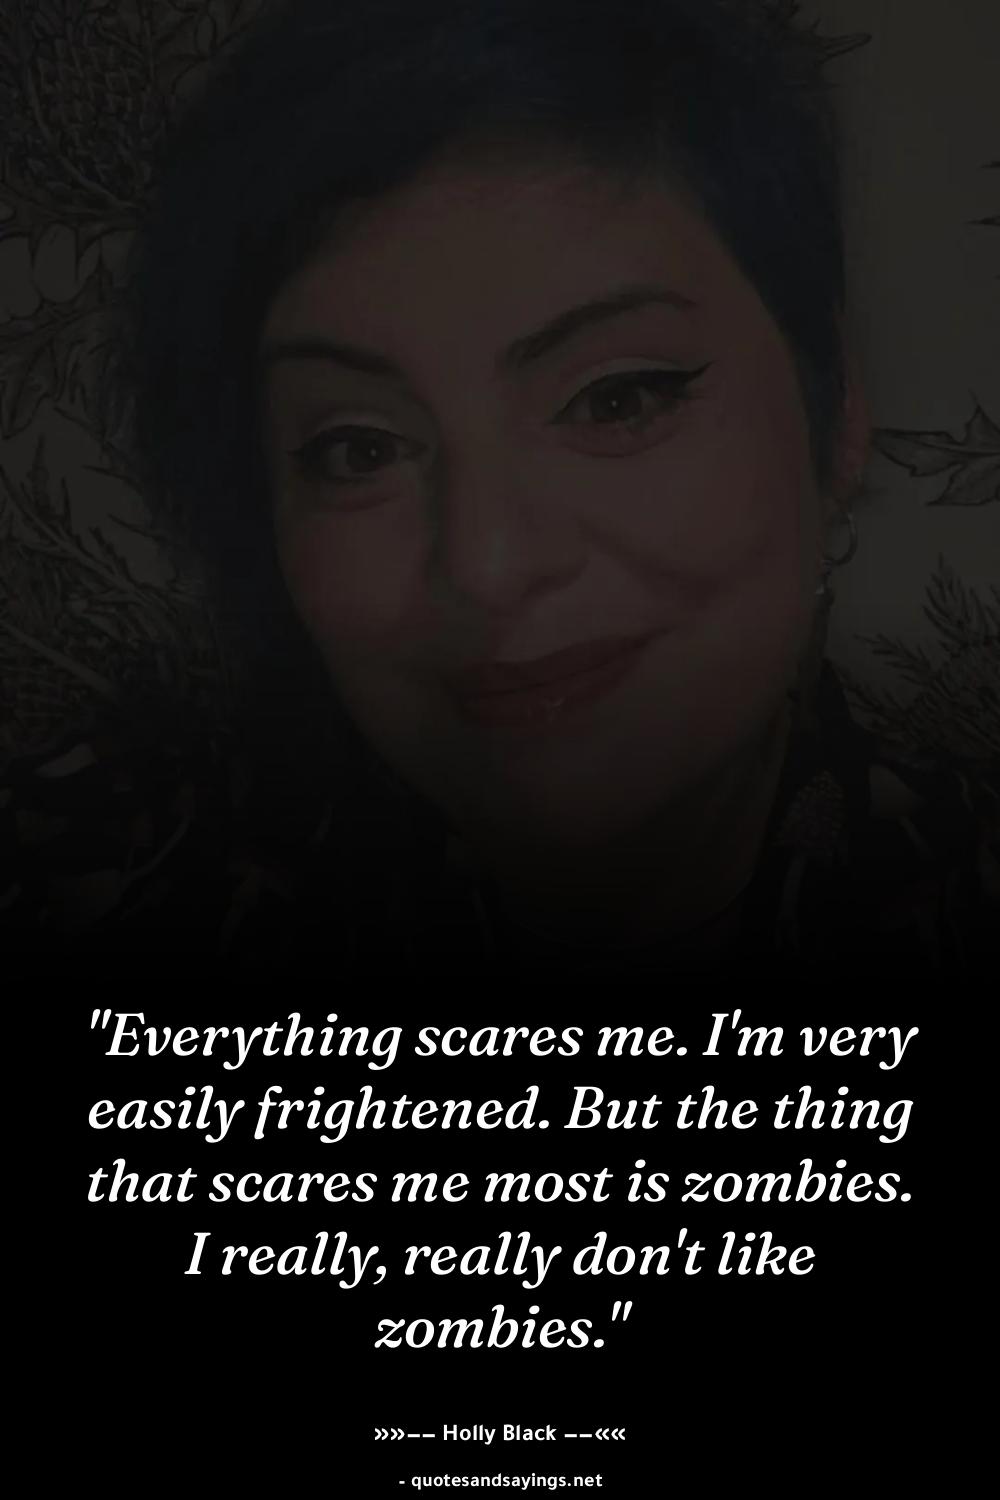 "Everything scares me. I'm very
easily frightened. But the thing
that scares me most is zombies.
I really, really don't like
zombies."
»»−− Holly Black −−««
- quotesandsayings.net